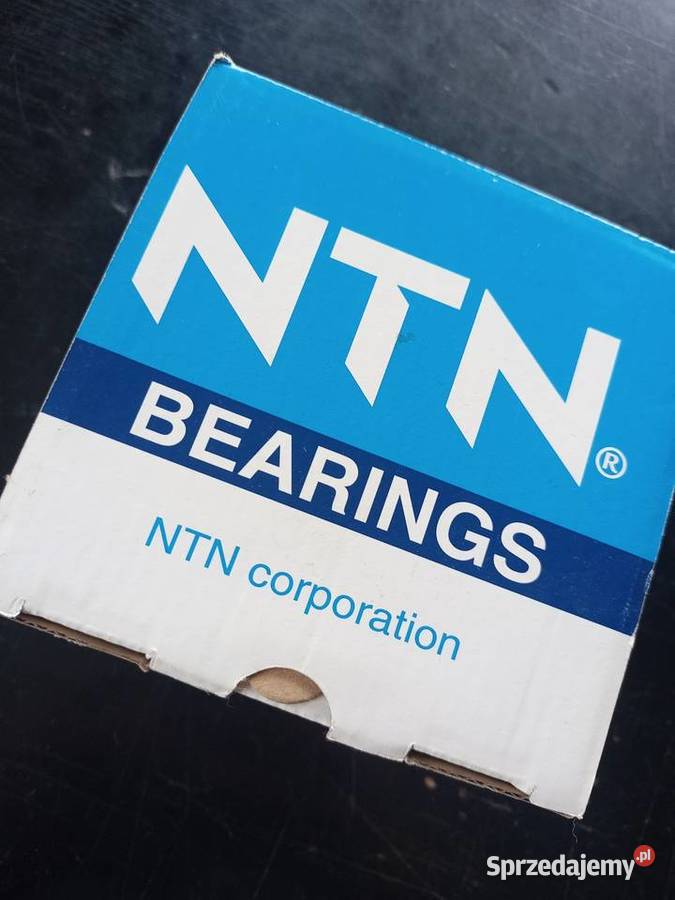 NTN®
BEARINGS
NTN corporation
Sprzedajemy.pl